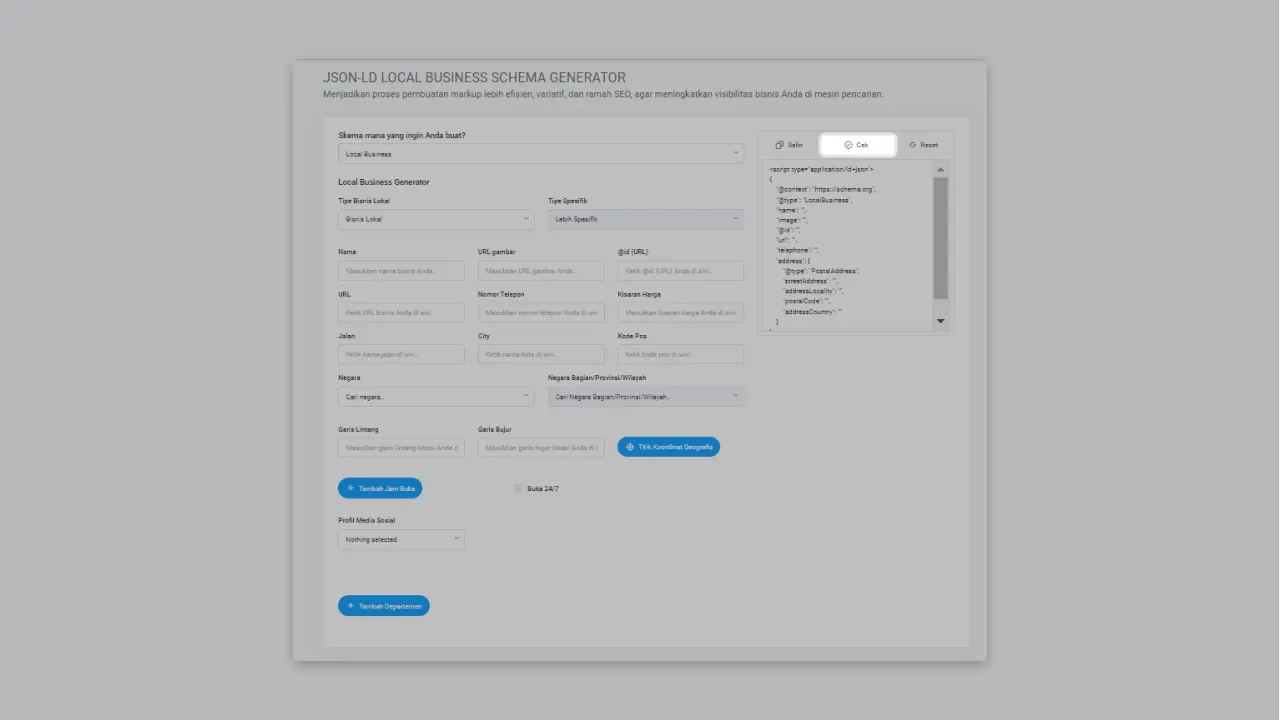 JSON-LD LOCAL BUSINESS SCHEMA GENERATOR
Menjadikan proses pembuatan markup lebih efisien, variatif, dan ramah SEO, agar meningkatkan visibilitas bisnis Anda di mesin pencarian.
Skema mana yang ingin Anda buat?
Local Business
Local Business Generator
Tipe Bisnis Lokal
Tipe Spesifik
Bisnis Lokal
Lebih Spesifik
Nama
URL gambar
@id (URL)
Masukkan nama bisnis Anda..
Masukkan URL gambar Anda..
Ketik @id (URL) Anda di sini..
URL
Nomor Telepon
Kisaran Harga
Ketik URL bisnis Anda di sini..
Masukkan nomor telepon Anda di sini
Masukkan kisaran harga Anda di sini..
Jalan
City
Kode Pos
Ketik nama jalan di sini..
Ketik nama kota di sini..
Ketik kode pos di sini..
Negara
Negara Bagian/Provinsi/Wilayah
Cari negara..
Cari Negara Bagian/Provinsi/Wilayah..
Garis Lintang
Garis Bujur
Masukkan garis lintang lokasi Anda d
Masukkan garis bujur lokasi Anda di s
Titik Koordinat Geografis
+ Tambah Jam Buka
Buka 24/7
Profil Media Sosial
Nothing selected
+ Tambah Departemen
Salin
Cek
Reset
<script type="application/ld+json">
{
"@context": "https://schema.org",
"@type": "LocalBusiness",
"name": "",
"image": "",
"@id": "",
"url": "",
"telephone": "",
"address": {
"@type": "PostalAddress",
"streetAddress": "",
"addressLocality": "",
"postalCode": "",
"addressCountry": ""
}